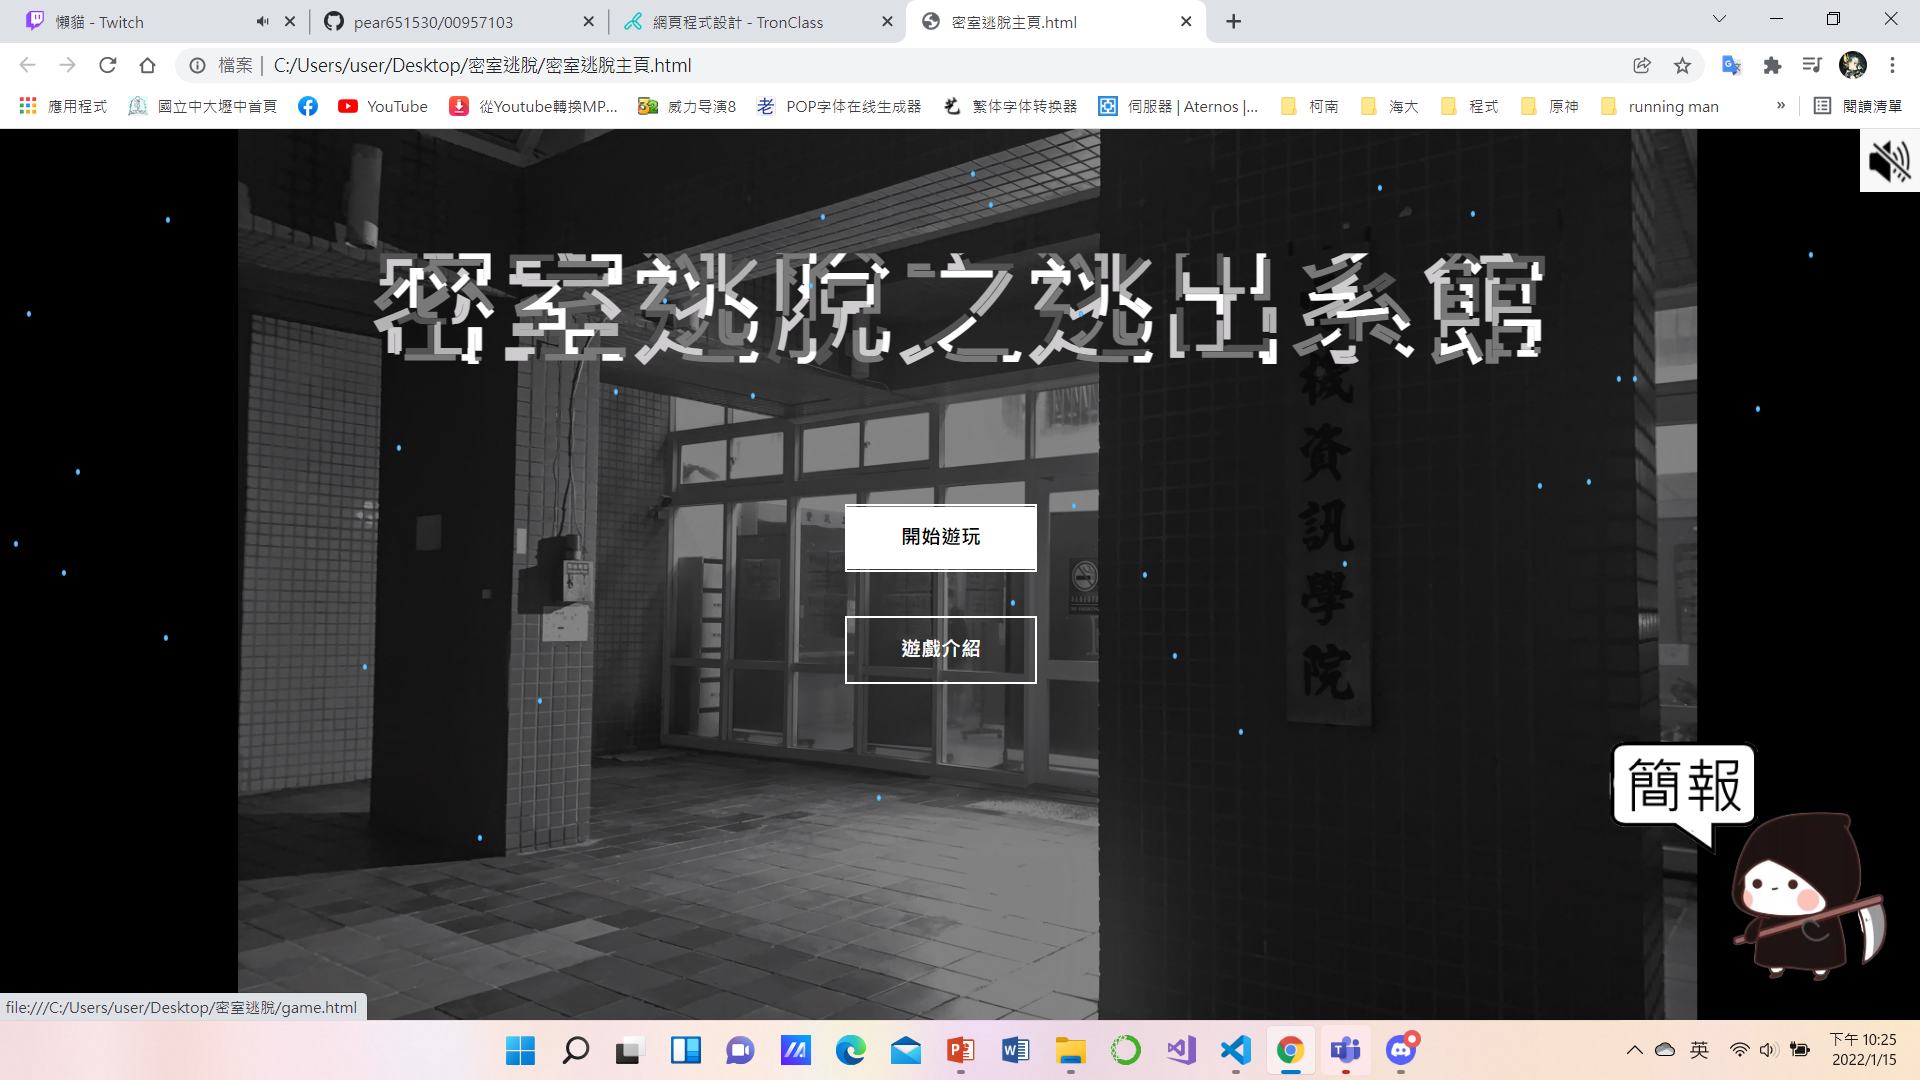 懶貓 - Twitch
pear651530/00957103
網頁程式設計 - TronClass
密室逃脫主頁.html
檔案 | C:/Users/user/Desktop/密室逃脫/密室逃脫主頁.html
應用程式
國立中大壢中首頁
YouTube
從Youtube轉換MP...
威力导演8
POP字体在线生成器
繁体字体转换器
伺服器 | Aternos |...
柯南
海大
程式
原神
running man
»
閱讀清單
密室逃脫之逃出系館
機資訊學院
開始遊玩
遊戲介紹
簡報
file:///C:/Users/user/Desktop/密室逃脫/game.html
英
下午 10:25
2022/1/15